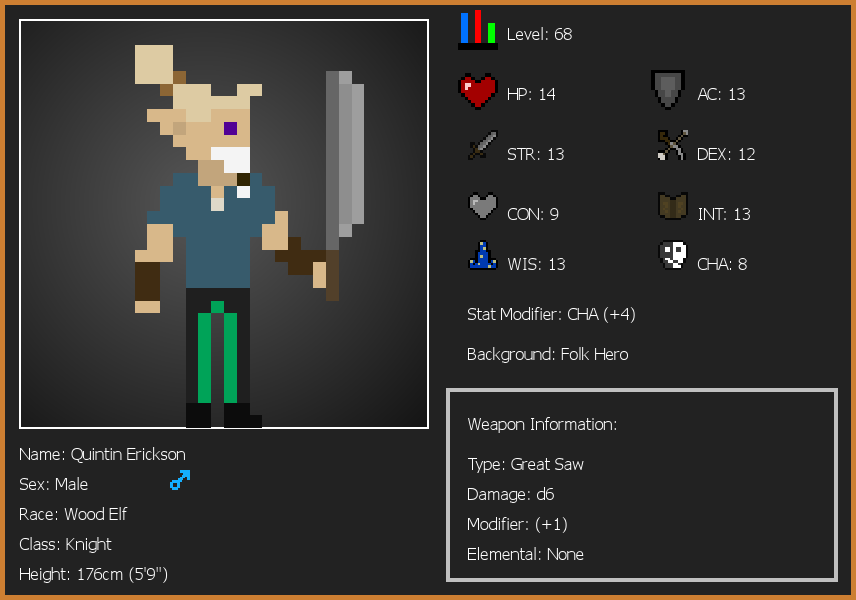 Level: 68
HP: 14
AC: 13
STR: 13
DEX: 12
CON: 9
INT: 13
WIS: 13
CHA: 8
Stat Modifier: CHA (+4)
Background: Folk Hero
Weapon Information:
Type: Great Saw
Damage: d6
Modifier: (+1)
Elemental: None
Name: Quintin Erickson
Sex: Male
Race: Wood Elf
Class: Knight
Height: 176cm (5'9")